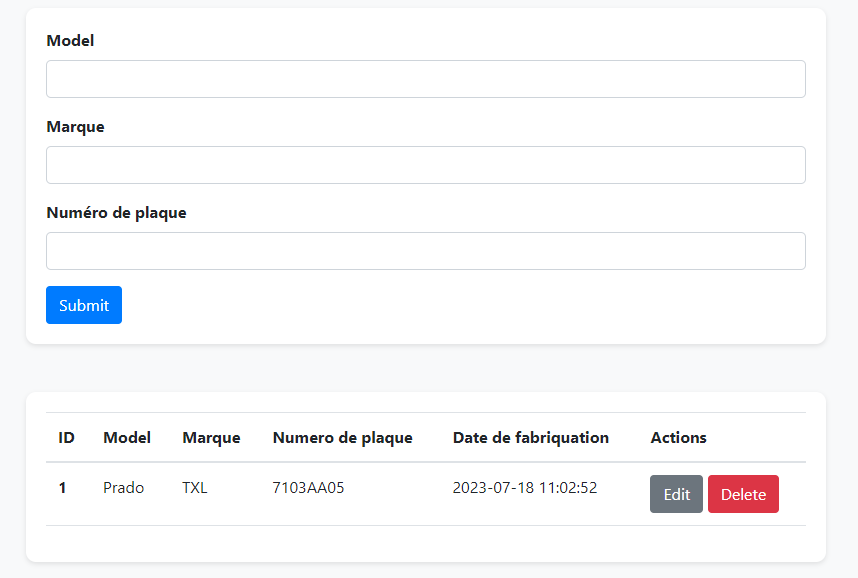 Model
Marque
Numéro de plaque
Submit
ID Model Marque Numero de plaque Date de fabriquation Actions
1 Prado TXL 7103AA05 2023-07-18 11:02:52 Edit Delete